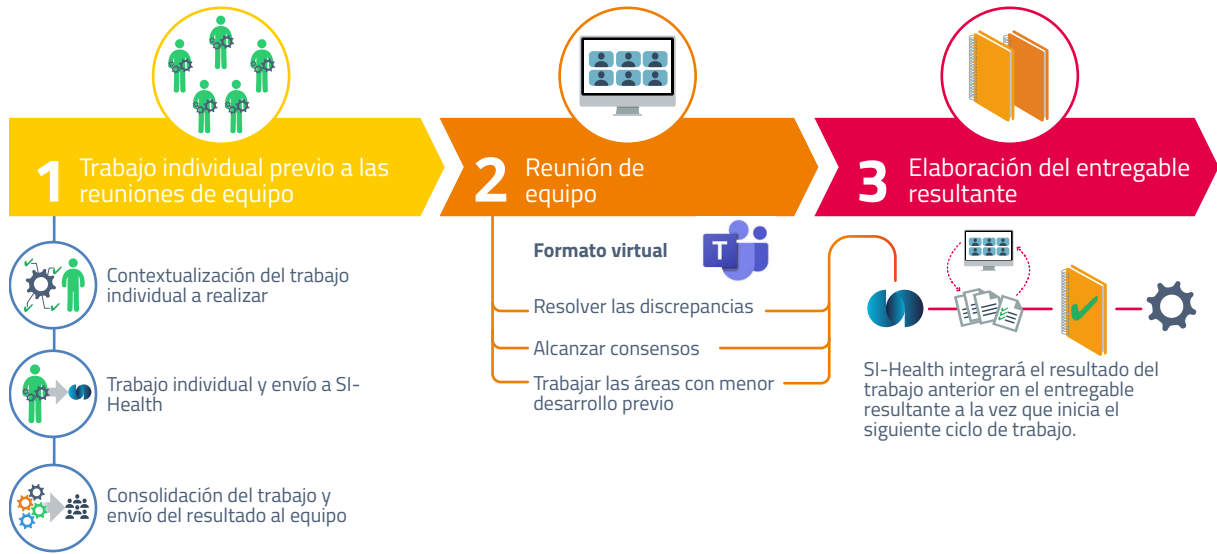 1
Trabajo individual previo a las
reuniones de equipo
2
Reunión de
equipo
3
Elaboración del entregable
resultante
Contextualización del trabajo
individual a realizar
Trabajo individual y envío a SI-
Health
Consolidación del trabajo y
envío del resultado al equipo
Formato virtual
T
Resolver las discrepancias
Alcanzar consensos
Trabajar las áreas con menor
desarrollo previo
SI-Health integrará el resultado del
trabajo anterior en el entregable
resultante a la vez que inicia el
siguiente ciclo de trabajo.